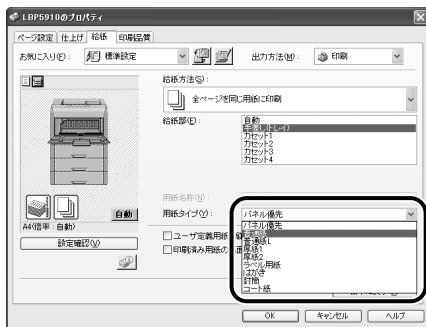 LBP5910のプロパティ
ページ設定 仕上げ 給紙 印刷品質
お気に入り(F): 標準設定 出力方法(M): 印刷
給紙方法(S):
全ページを同じ用紙に印刷
給紙部(E):
自動
手差し(トレイ)
カセット1
カセット2
カセット3
カセット4
用紙名称(N):
自動
用紙タイプ(Y): パネル優先
A4(倍率: 自動)
設定確認(V)
パネル優先
普通紙
普通紙L
厚紙1
厚紙2
ラベル用紙
はがき
封筒
コート紙
ユーザ定義用紙
印刷済み用紙の
OK キャンセル ヘルプ